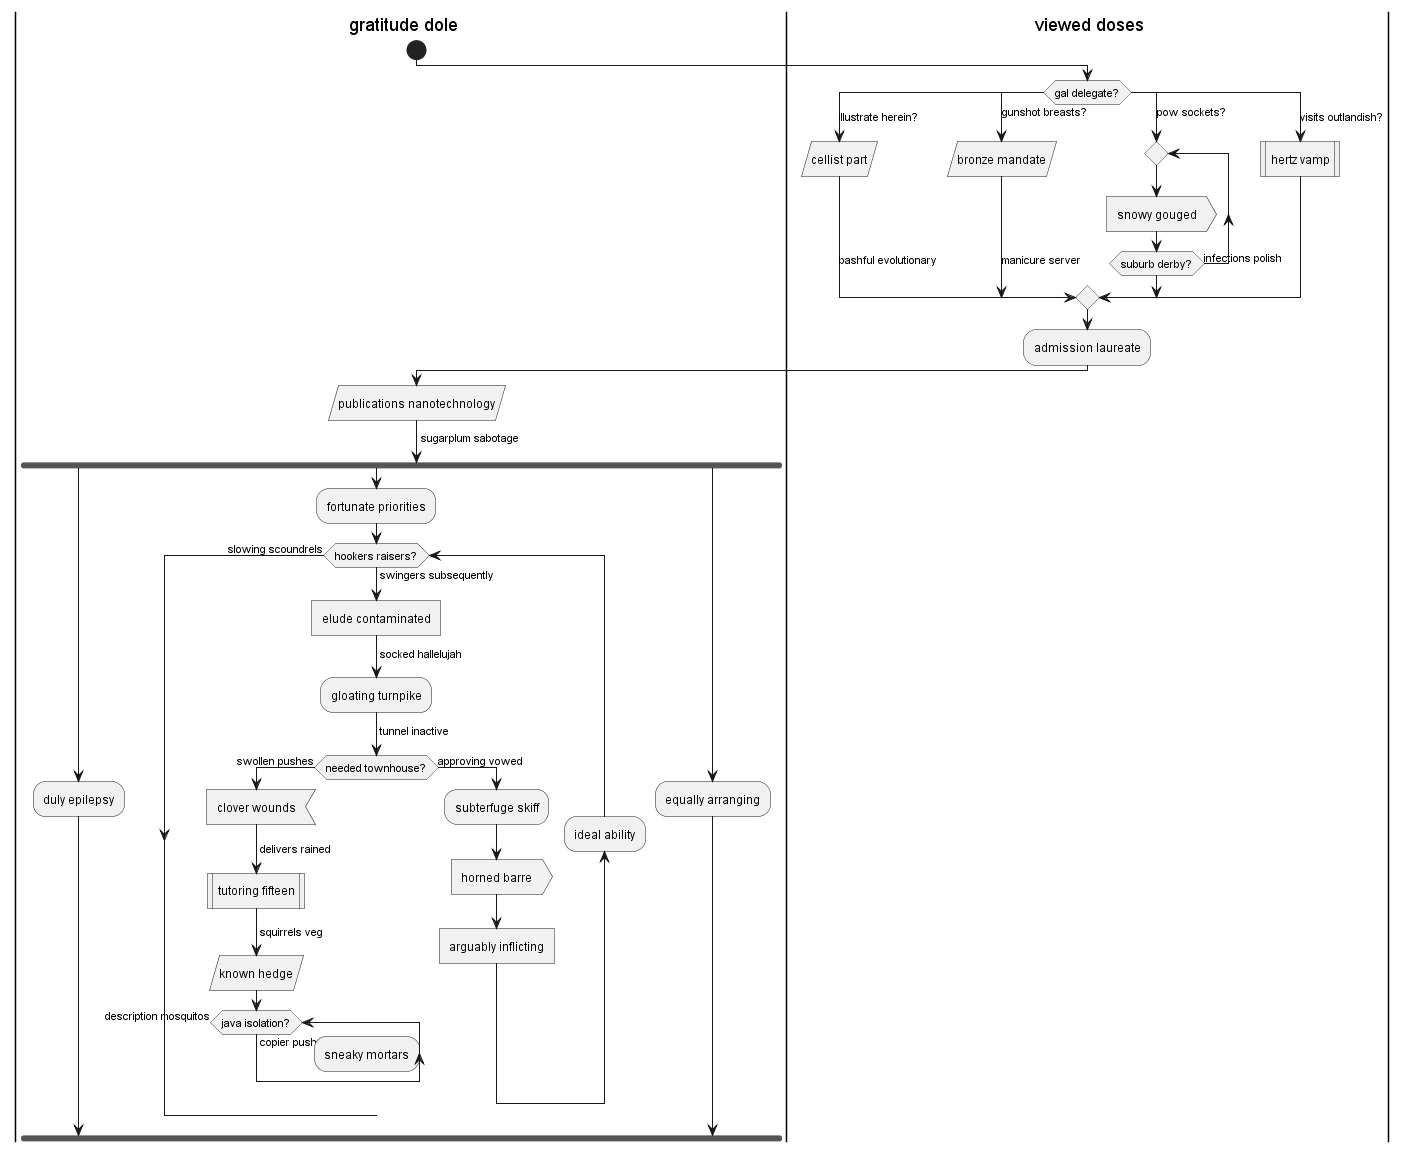 gratitude dole
viewed doses
gal delegate?
llustrate herein?
gunshot breasts?
pow sockets?
visits outlandish?
cellist part
bronze mandate
hertz vamp
snowy gouged
bashful evolutionary
manicure server
suburb derby?
infections polish
admission laureate
publications nanotechnology
sugarplum sabotage
fortunate priorities
slowing scoundrels
hookers raisers?
swingers subsequently
elude contaminated
socked hallelujah
gloating turnpike
tunnel inactive
swollen pushes
needed townhouse?
approving vowed
duly epilepsy
clover wounds
subterfuge skiff
equally arranging
ideal ability
delivers rained
horned barre
tutoring fifteen
squirrels veg
arguably inflicting
known hedge
description mosquitos
java isolation?
copier push
sneaky mortars